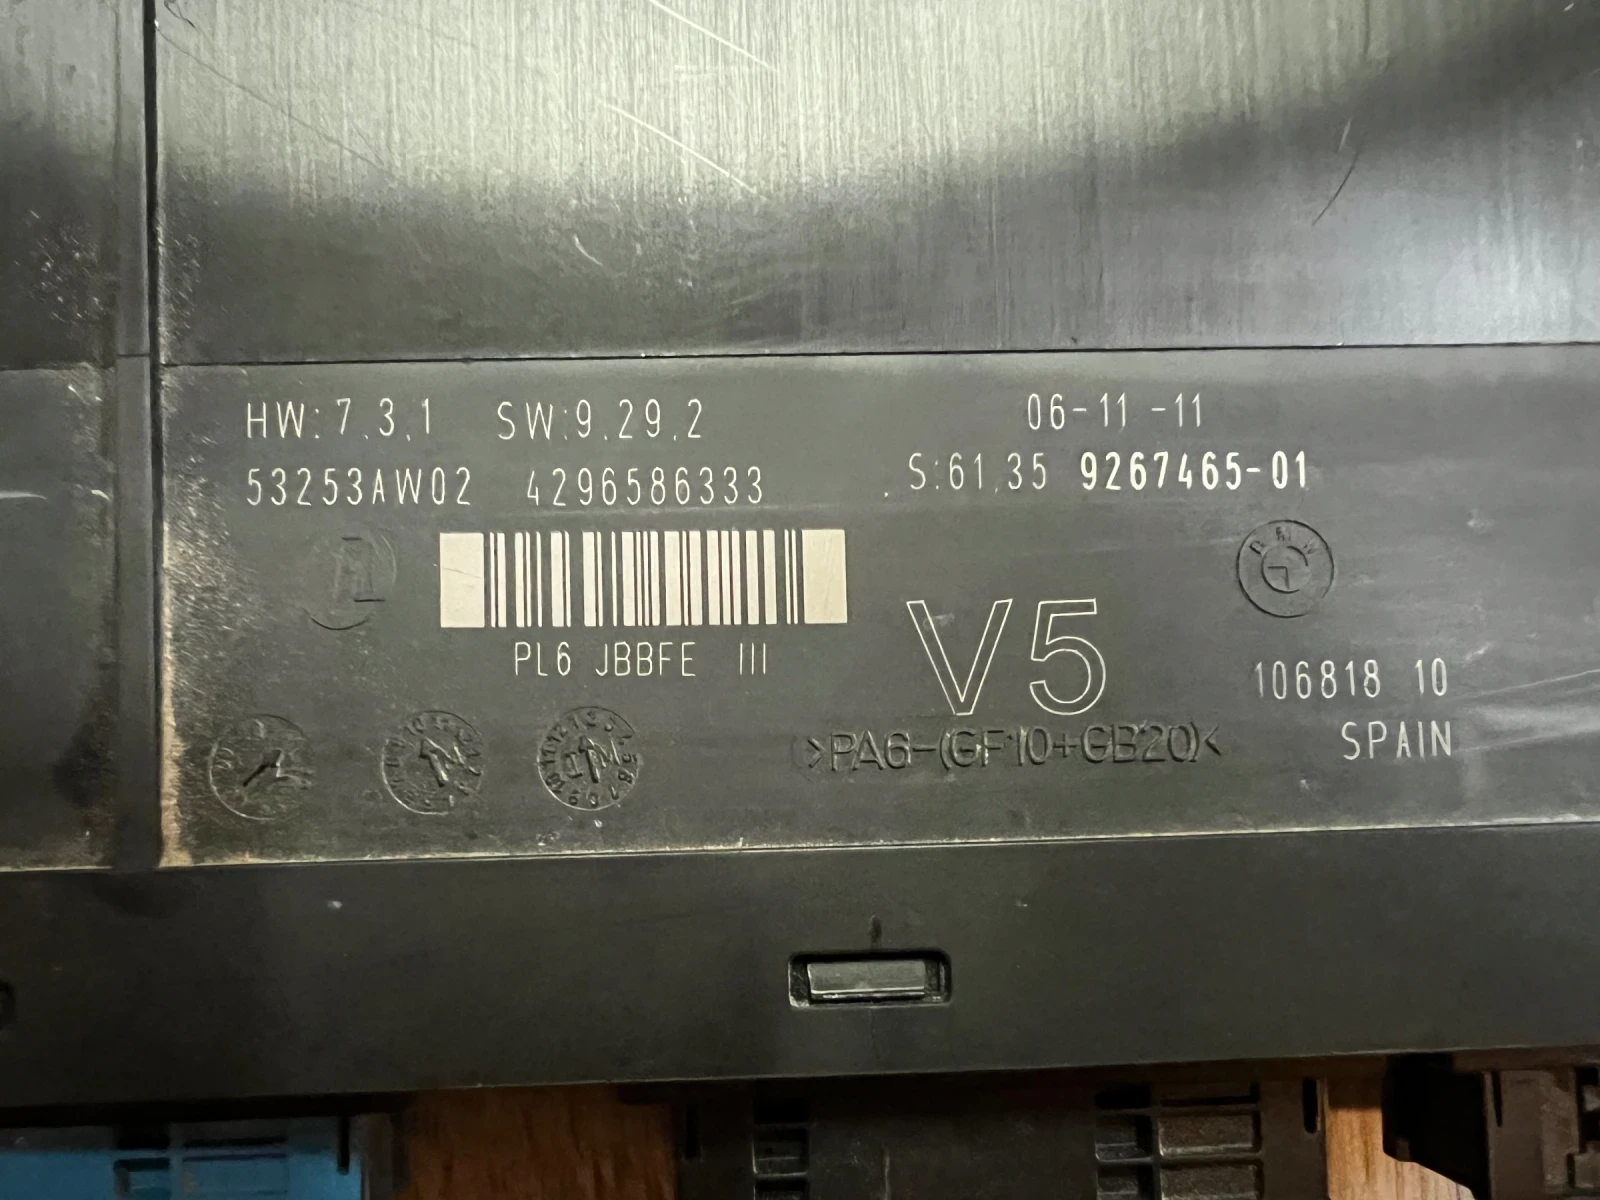 HW:7.3.1 SW:9.29.2 06-11-11
53253AW02 4296586333 .S:61.35 9267465-01
BMW
PL6 JBBFE III
V5
106818 10
>PA6-(GF10+GB20)<
SPAIN